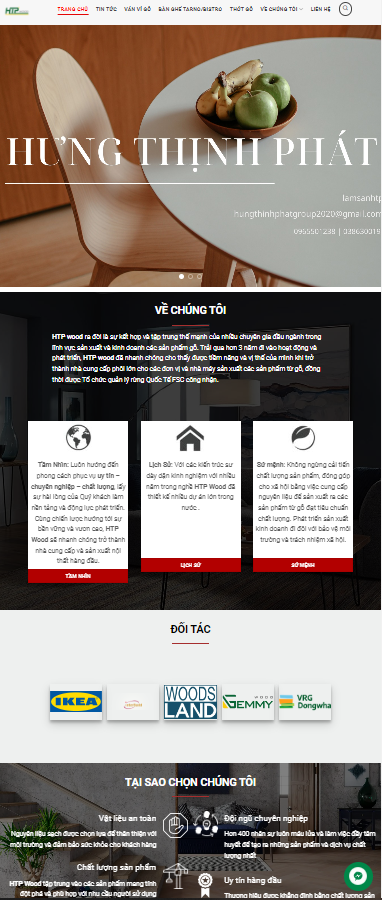 HTP
TRANG CHỦ TIN TỨC VÁN VÌ GỖ BÀN GHẾ TARNO/BISTRO THỚT GỖ VỀ CHÚNG TÔI LIÊN HỆ
HƯNG THỊNH PHÁT
lamsanhtp
hungthinhphatgroup2020@gmail.com
0965501238 | 038630019
VỀ CHÚNG TÔI
HTP wood ra đời là sự kết hợp và tập trung thế mạnh của nhiều chuyên gia đầu ngành trong
lĩnh vực sản xuất và kinh doanh các sản phẩm gỗ. Trải qua hơn 3 năm đi vào hoạt động và
phát triển, HTP wood đã nhanh chóng cho thấy được tiềm năng và vị thế của mình khi trở
thành nhà cung cấp phôi lớn cho các đơn vị và nhà máy sản xuất các sản phẩm từ gỗ, đồng
thời được Tổ chức quản lý rừng Quốc Tế FSC công nhận.
Tầm Nhìn: Luôn hướng đến
phong cách phục vụ uy tín –
chuyên nghiệp – chất lượng, lấy
sự hài lòng của Quý khách làm
nền tảng và động lực phát triển.
Cùng chiến lược hướng tới sự
bền vững và vươn cao, HTP
Wood sẽ nhanh chóng trở thành
nhà cung cấp và sản xuất nội
thất hàng đầu.
TẦM NHÌN
Lịch Sử: Với các kiến trúc sư
dày dặn kinh nghiệm với nhiều
năm trong nghề HTP Wood đã
thiết kế nhiều dự án lớn trong
nước..
LỊCH SỬ
Sứ mệnh: Không ngừng cải tiến
chất lượng sản phẩm, đóng góp
cho xã hội bằng việc cung cấp
nguyên liệu để sản xuất ra các
sản phẩm từ gỗ đạt tiêu chuẩn
chất lượng. Phát triển sản xuất
kinh doanh đi đôi với bảo vệ môi
trường và trách nhiệm xã hội.
SỨ MỆNH
ĐỐI TÁC
IKEA
WOODS
LAND
WOOD
GEMMY
VRG
Dongwha
TẠI SAO CHỌN CHÚNG TÔI
Vật liệu an toàn
Nguyên liệu sạch được chọn lựa để thân thiện với
môi trường và đảm bảo sức khỏe cho khách hàng
Đội ngũ chuyên nghiệp
Hơn 400 nhân sự luôn máu lửa và làm việc đầy tâm
huyết để tạo ra những sản phẩm và dịch vụ chất
lượng nhất
Chất lượng sản phẩm
HTP Wood tập trung vào các sản phẩm mang tính
đột phá và phù hợp với nhu cầu người sử dụng
Uy tín hàng đầu
Thương hiệu được khẳng định bằng chất lượng sản